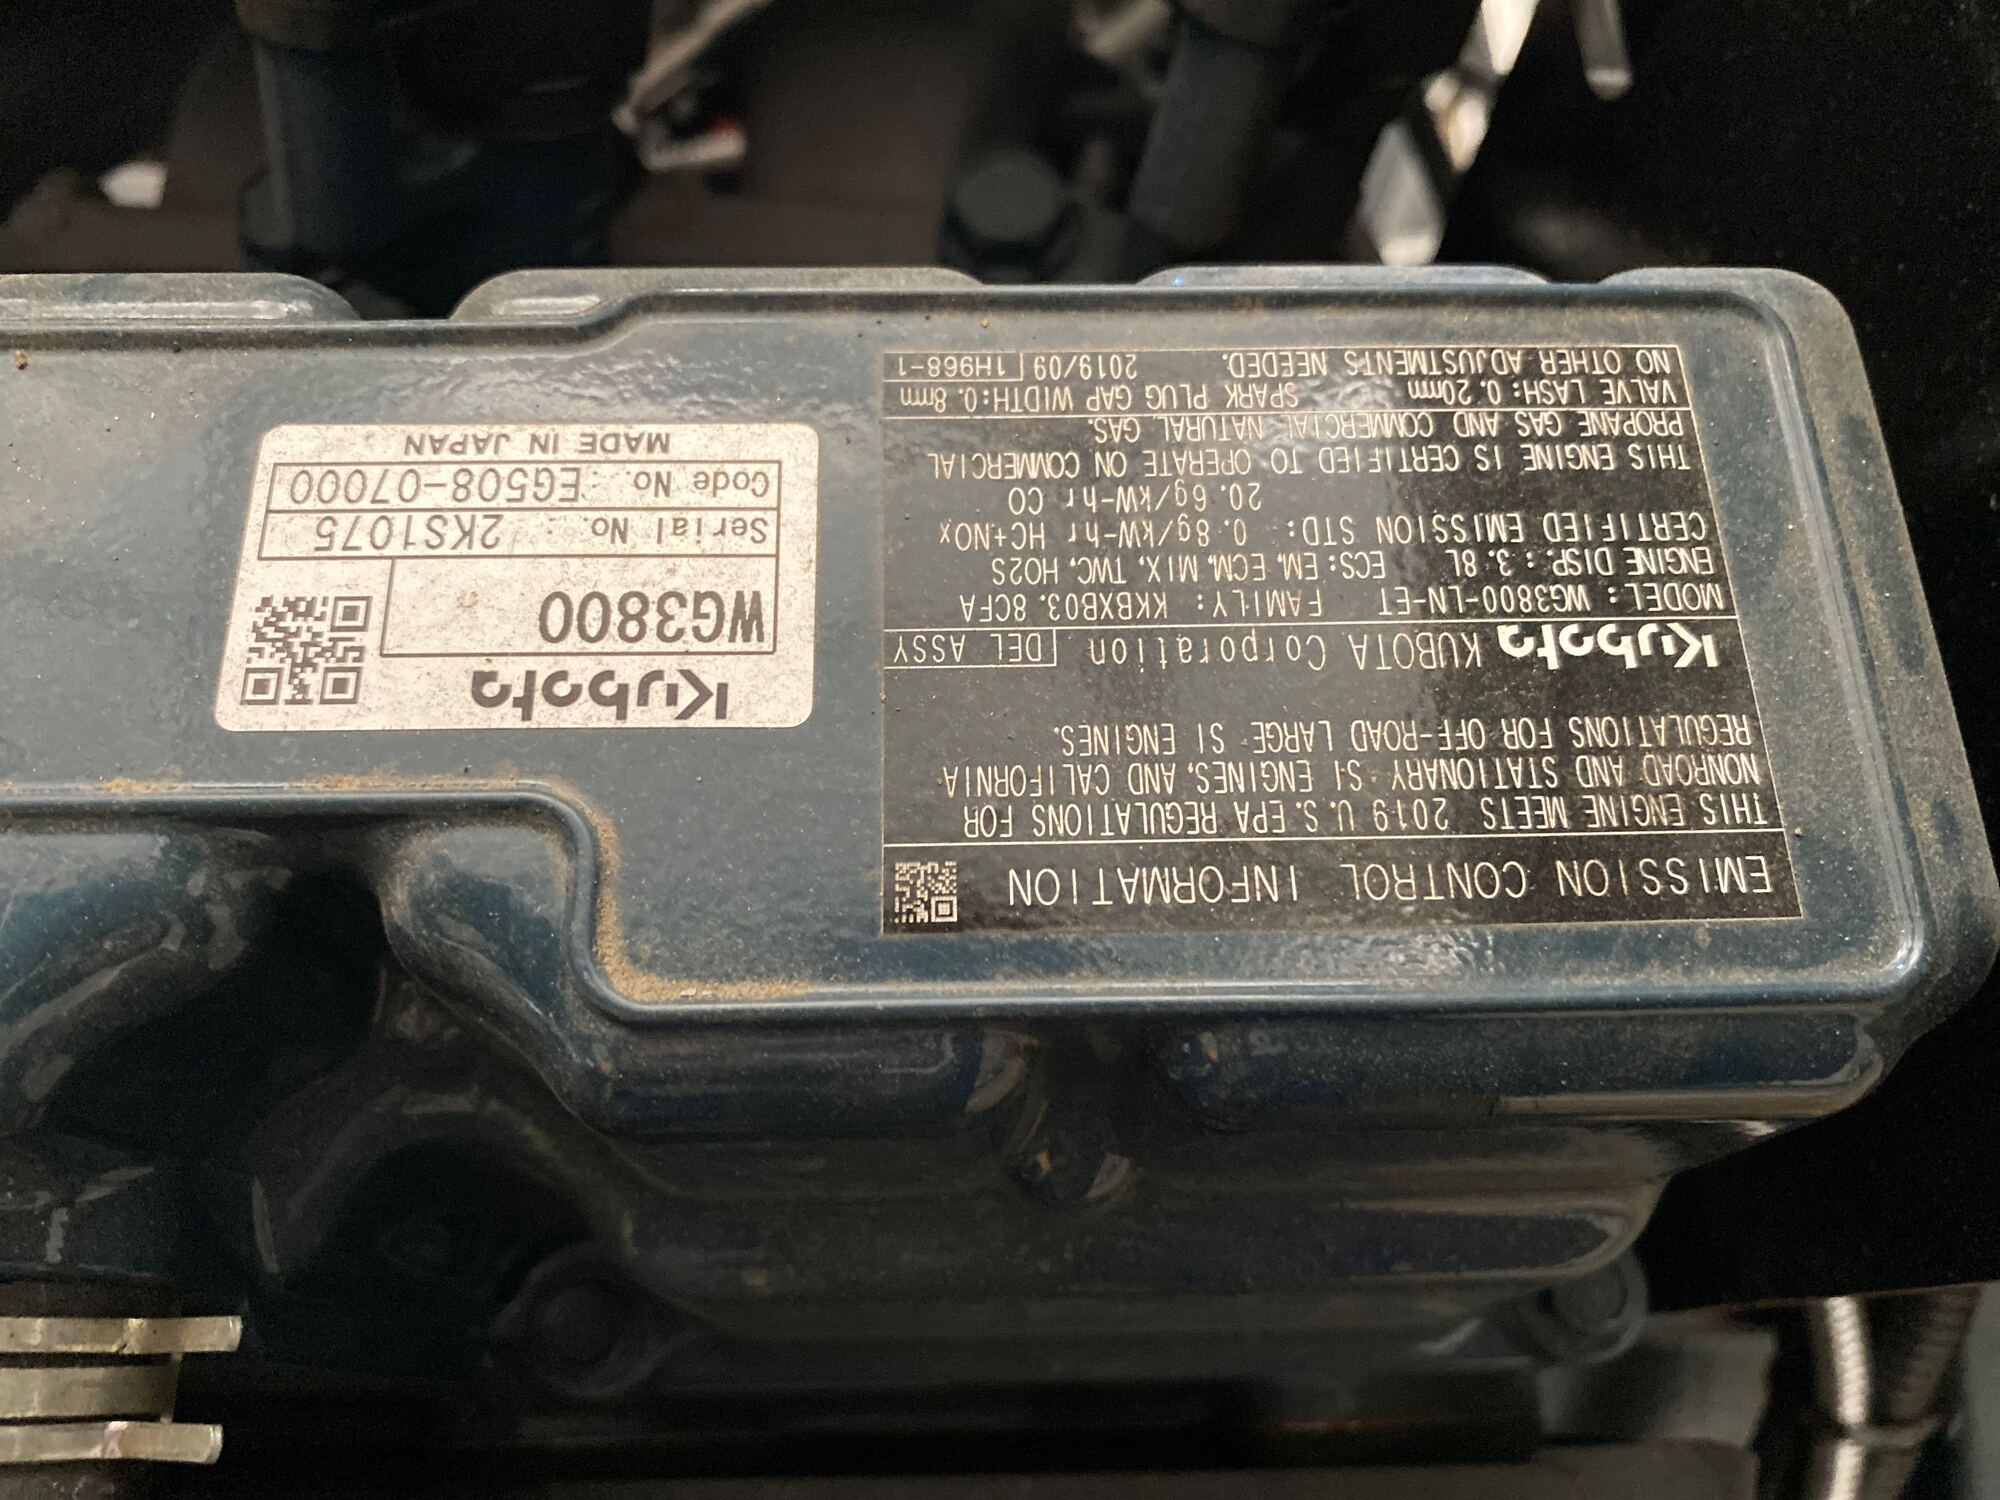 EMISSION CONTROL INFORMATION
THIS ENGINE MEETS 2019 U.S. EPA REGULATIONS FOR
NONROAD AND STATIONARY SI ENGINES, AND CALIFORNIA
REGULATIONS FOR OFF-ROAD LARGE SI ENGINES.
Kubota KUBOTA Corporation DEL ASSY
MODEL: WG3800-LN-ET FAMILY: KKBXB03.8CFA
ENGINE DISP.: 3.8L ECS: EM, ECM, MIX, TWC, HO2S
CERTIFIED EMISSION STD: 0.8g/kW-hr HC+NOx
20.6g/kW-hr CO
THIS ENGINE IS CERTIFIED TO OPERATE ON COMMERCIAL
PROPANE GAS AND COMMERCIAL NATURAL GAS.
VALVE LASH: 0.20mm SPARK PLUG GAP WIDTH: 0.8mm
NO OTHER ADJUSTMENTS NEEDED. 2019/09 1H968-1
Kubota
WG3800
Serial No. : 2KS1075
Code No. : EG508-07000
MADE IN JAPAN